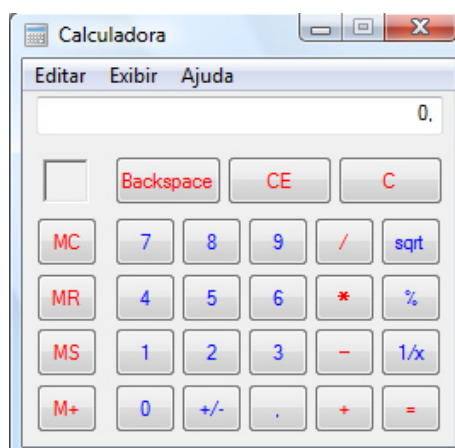 Calculadora
Editar Exibir Ajuda
0,
Backspace CE C
MC 7 8 9 / sqrt
MR 4 5 6 * %
MS 1 2 3 - 1/x
M+ 0 +/- , + =